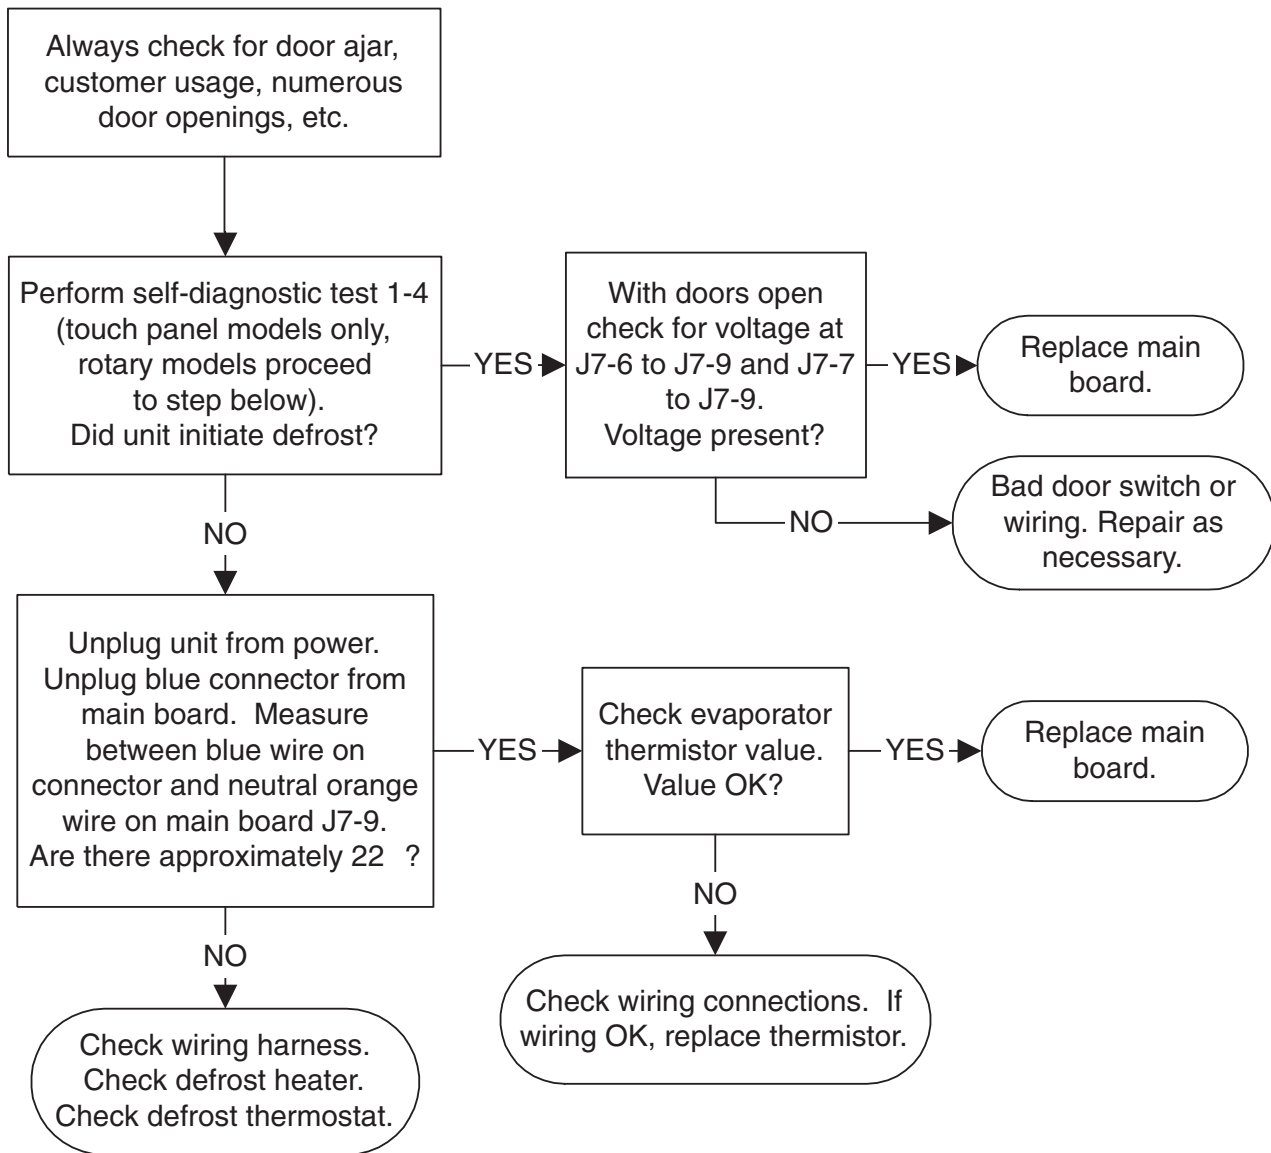 Always check for door ajar,
customer usage, numerous
door openings, etc.
Perform self-diagnostic test 1-4
(touch panel models only,
rotary models proceed
to step below).
Did unit initiate defrost?
YES
With doors open
check for voltage at
J7-6 to J7-9 and J7-7
to J7-9.
Voltage present?
YES
Replace main
board.
NO
Bad door switch or
wiring. Repair as
necessary.
NO
Unplug unit from power.
Unplug blue connector from
main board. Measure
between blue wire on
connector and neutral orange
wire on main board J7-9.
Are there approximately 22 ?
YES
Check evaporator
thermistor value.
Value OK?
YES
Replace main
board.
NO
Check wiring connections. If
wiring OK, replace thermistor.
NO
Check wiring harness.
Check defrost heater.
Check defrost thermostat.